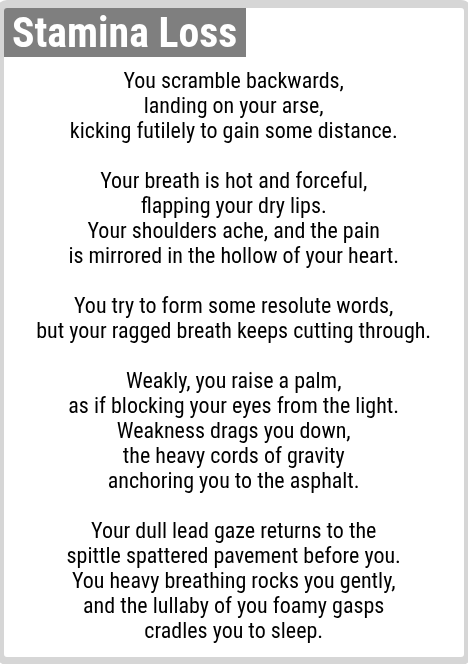 Stamina Loss
You scramble backwards,
landing on your arse,
kicking futilely to gain some distance.
Your breath is hot and forceful,
flapping your dry lips.
Your shoulders ache, and the pain
is mirrored in the hollow of your heart.
You try to form some resolute words,
but your ragged breath keeps cutting through.
Weakly, you raise a palm,
as if blocking your eyes from the light.
Weakness drags you down,
the heavy cords of gravity
anchoring you to the asphalt.
Your dull lead gaze returns to the
spittle spattered pavement before you.
You heavy breathing rocks you gently,
and the lullaby of you foamy gasps
cradles you to sleep.